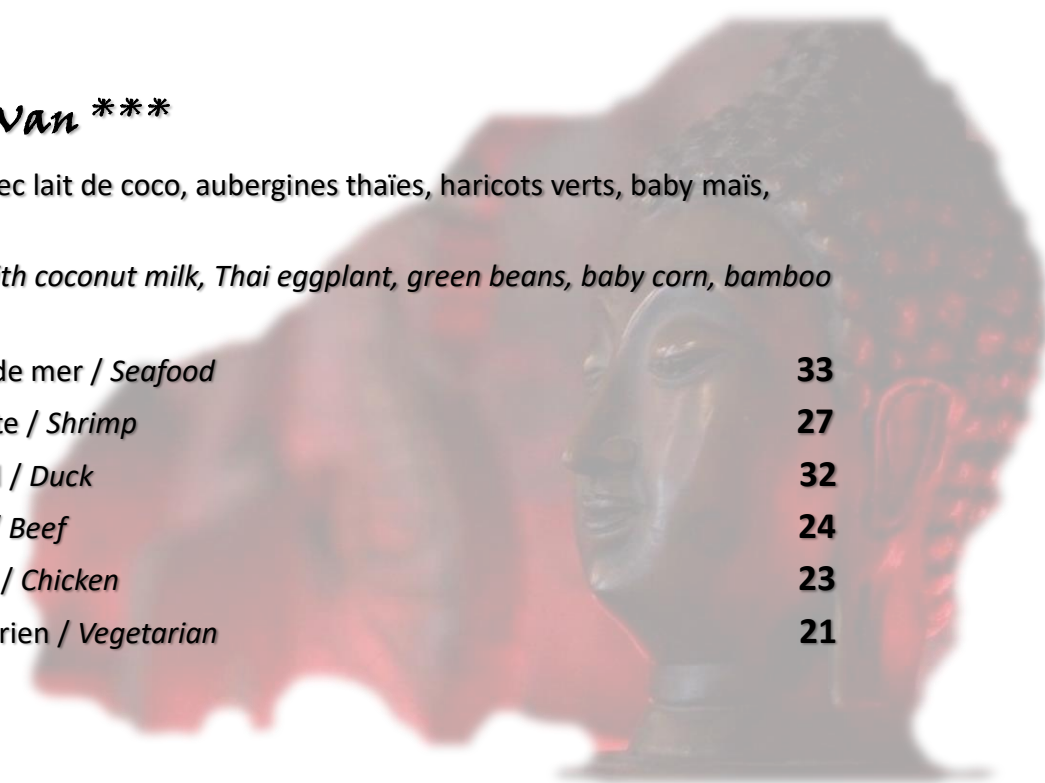 Van ***
ec lait de coco, aubergines thaïes, haricots verts, baby maïs,
ith coconut milk, Thai eggplant, green beans, baby corn, bamboo
de mer / Seafood 33
te / Shrimp 27
/ Duck 32
Beef 24
/ Chicken 23
rien / Vegetarian 21